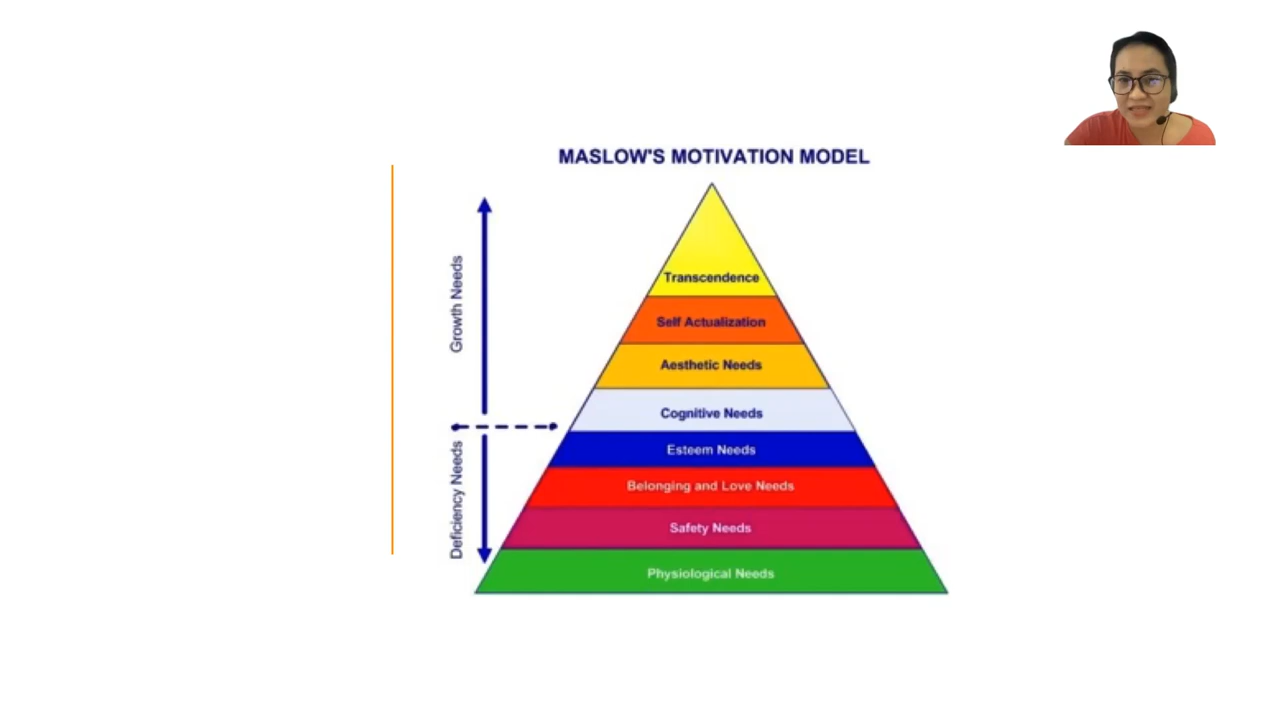 MASLOW'S MOTIVATION MODEL
Growth Needs
Deficiency Needs
Transcendence
Self Actualization
Aesthetic Needs
Cognitive Needs
Esteem Needs
Belonging and Love Needs
Safety Needs
Physiological Needs